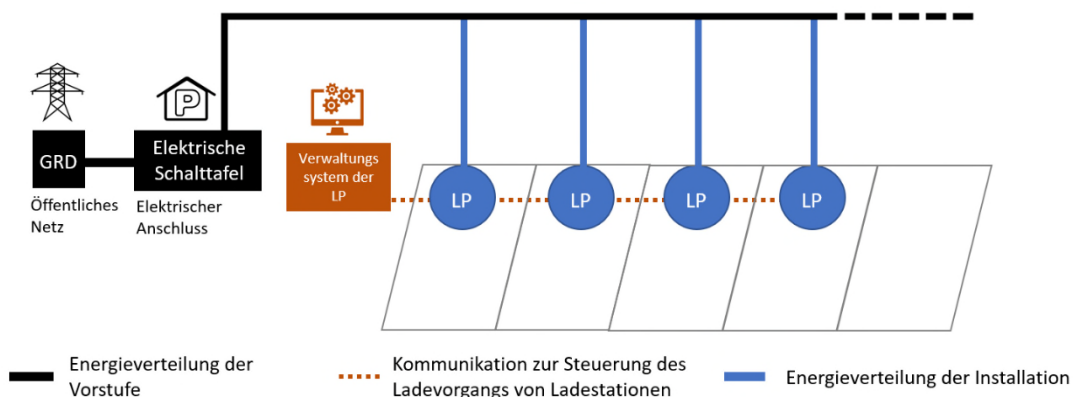 GRD
Elektrische
Schalttafel
Öffentliches
Netz
Elektrischer
Anschluss
P
Verwaltungs
system der
LP
LP
LP
LP
LP
Energieverteilung der
Vorstufe
Kommunikation zur Steuerung des
Ladevorgangs von Ladestationen
Energieverteilung der Installation